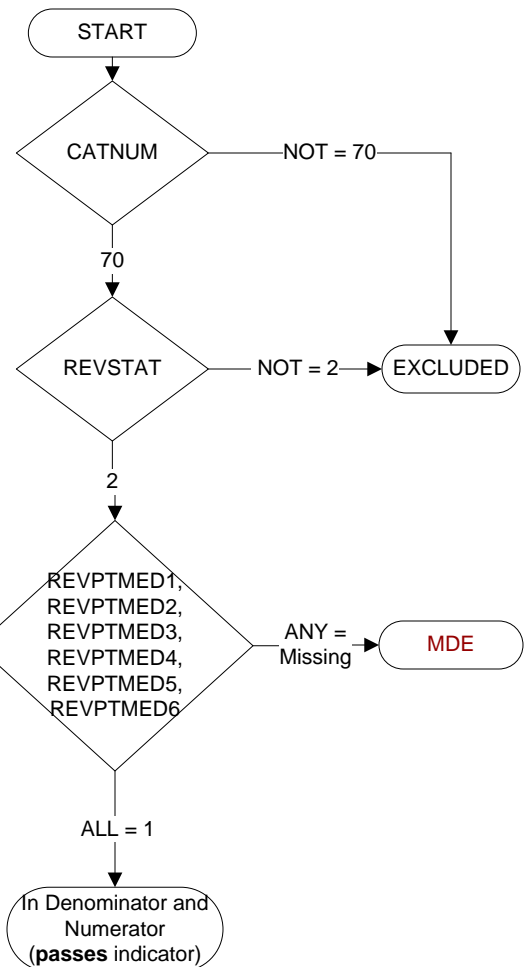 START
CATNUM
NOT = 70
70
REVSTAT
NOT = 2
EXCLUDED
2
REVPTMED1,
REVPTMED2,
REVPTMED3,
REVPTMED4,
REVPTMED5,
REVPTMED6
ANY =
Missing
MDE
ALL = 1
In Denominator and
Numerator
(passes indicator)